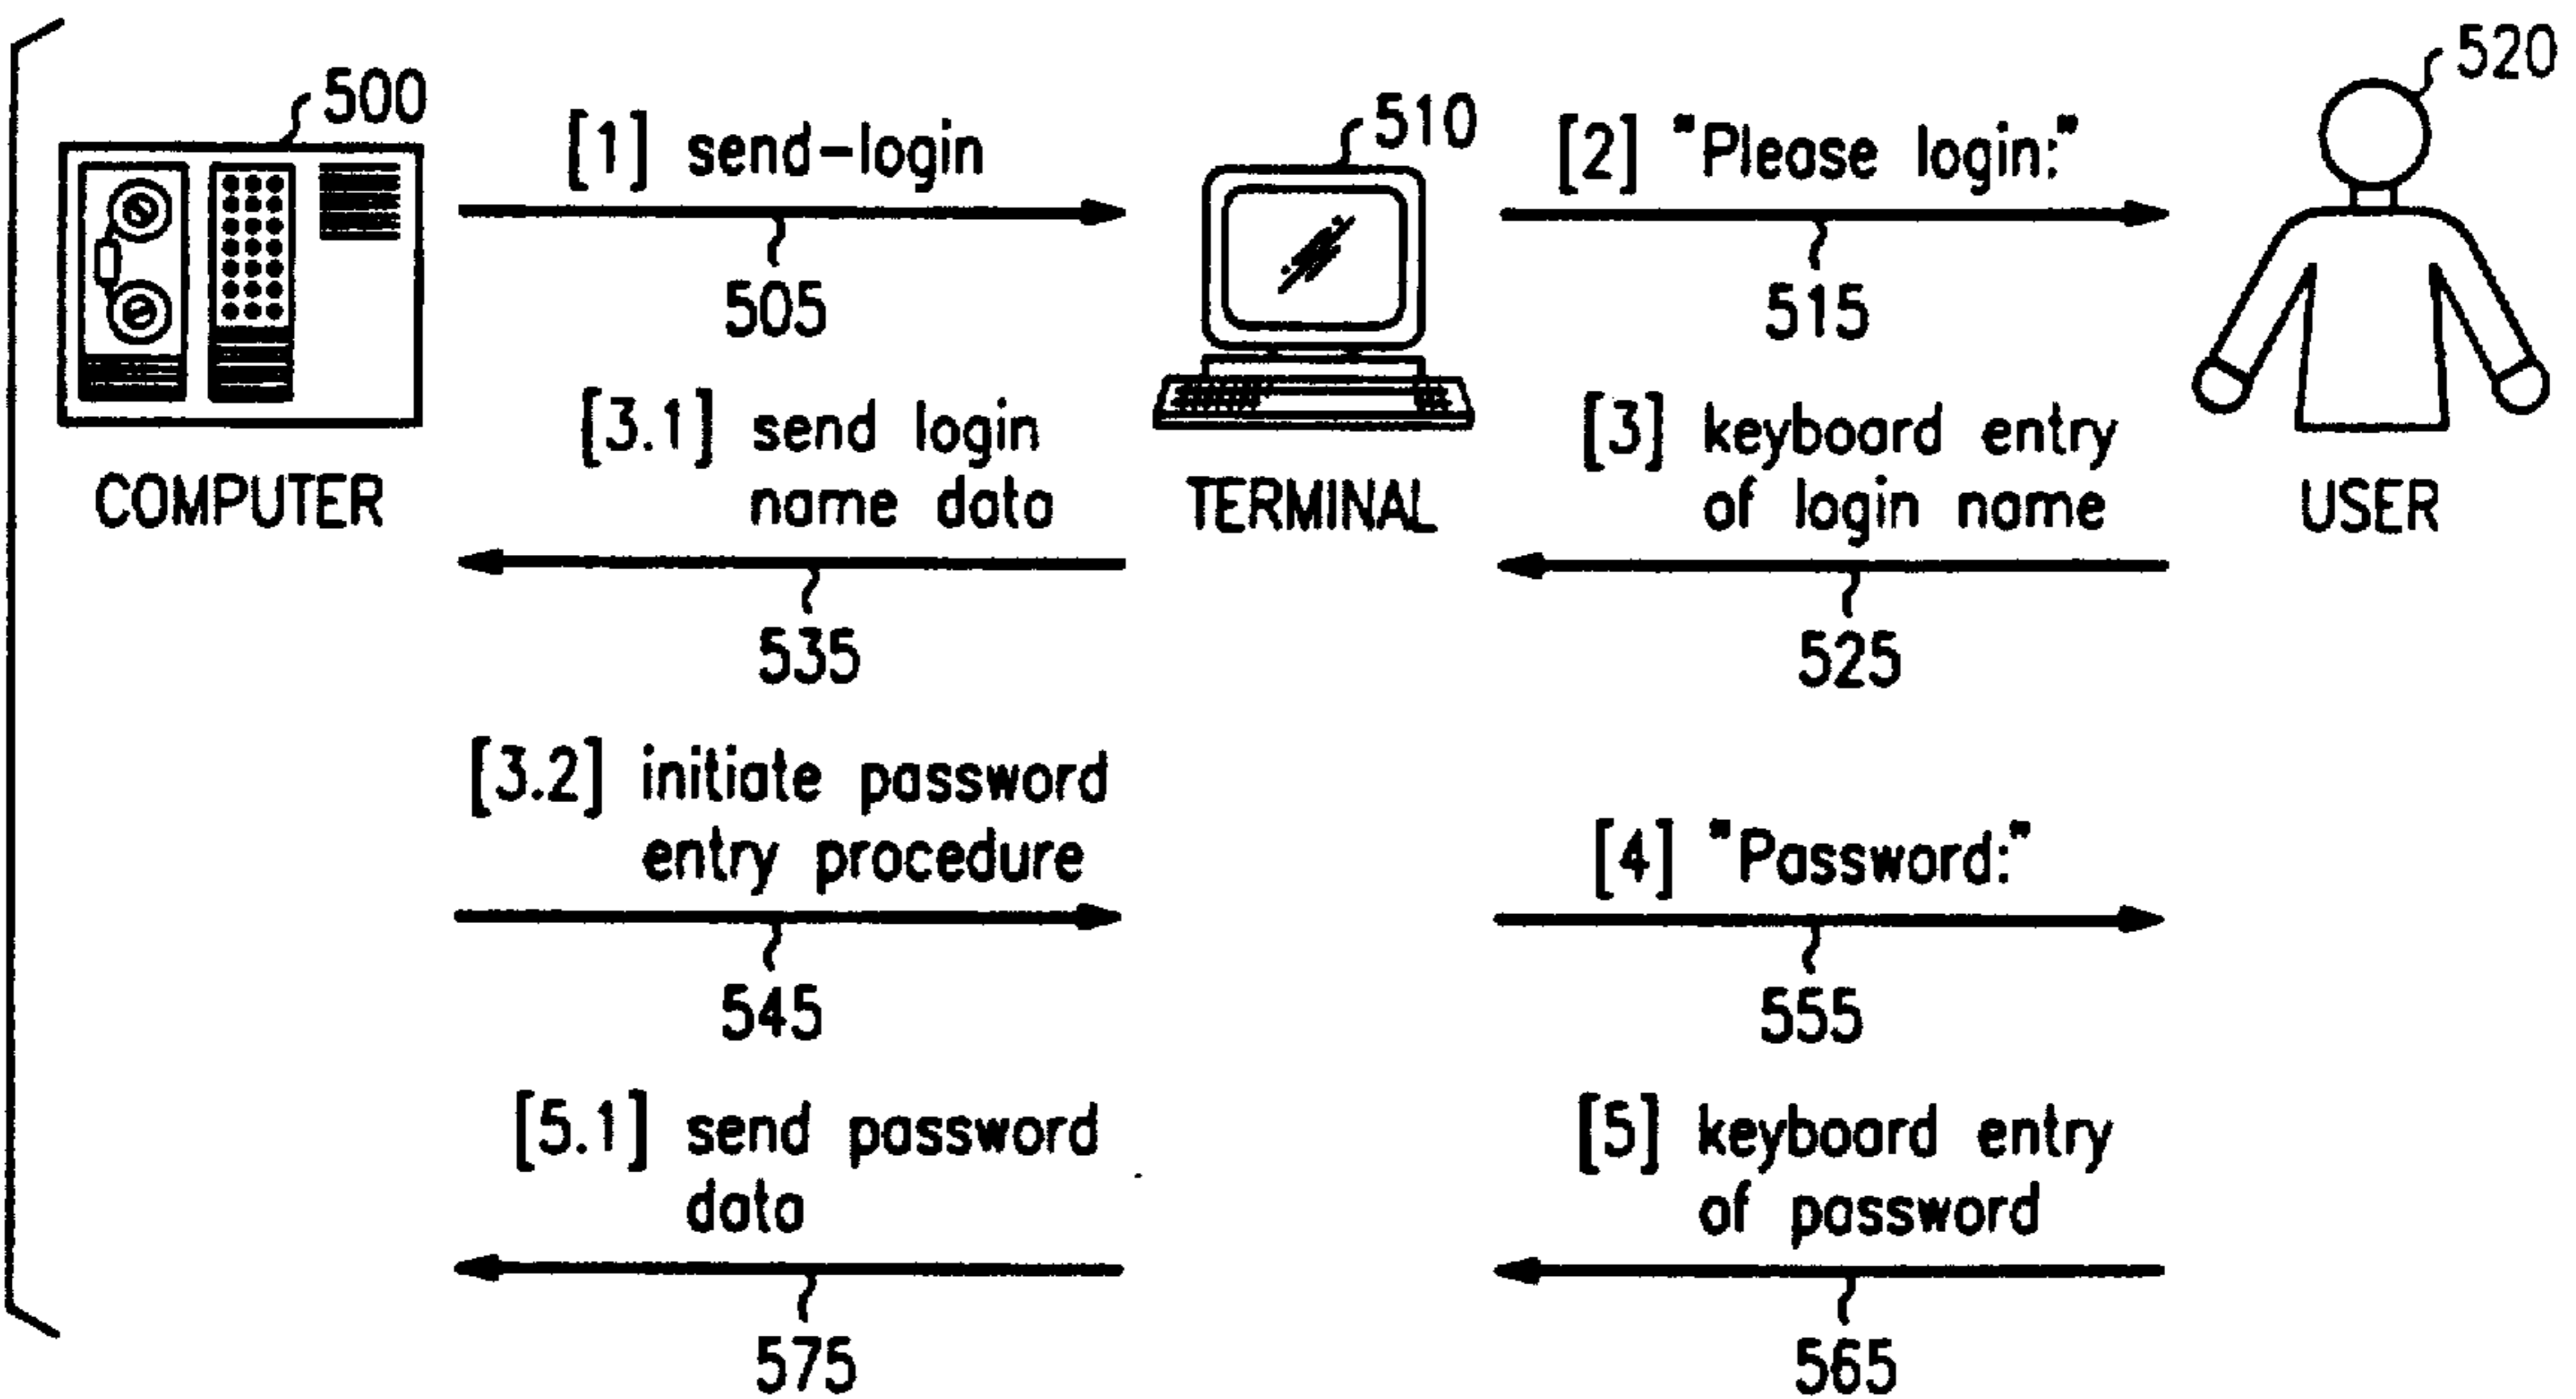 500
[1] send-login
505
510
[2] "Please login:"
515
520
COMPUTER
[3.1] send login
name data
535
TERMINAL
[3] keyboard entry
of login name
525
USER
[3.2] initiate password
entry procedure
545
[4] "Password:"
555
[5.1] send password
data
575
[5] keyboard entry
of password
565